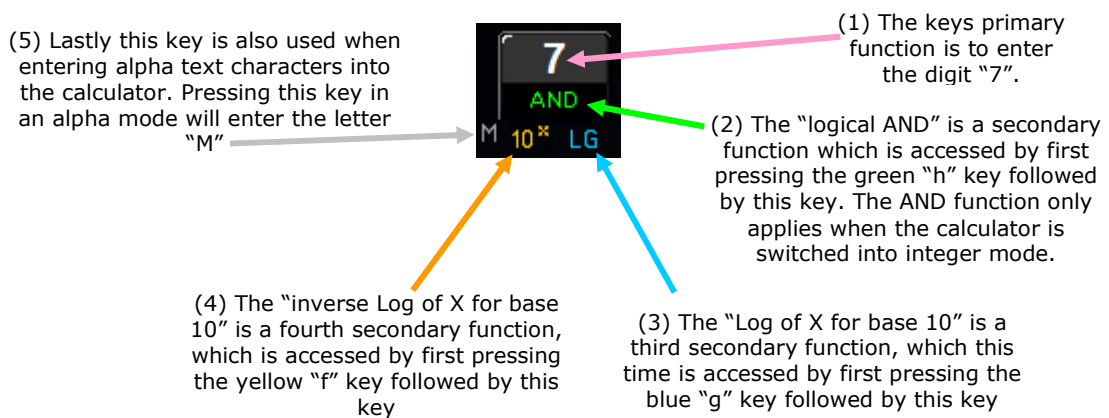 (5) Lastly this key is also used when
entering alpha text characters into
the calculator. Pressing this key in
an alpha mode will enter the letter
“M”
7
AND
M 10ˣ LG
(1) The keys primary
function is to enter
the digit “7”.
(2) The “logical AND” is a secondary
function which is accessed by first
pressing the green “h” key followed
by this key. The AND function only
applies when the calculator is
switched into integer mode.
(4) The “inverse Log of X for base
10” is a fourth secondary function,
which is accessed by first pressing
the yellow “f” key followed by this
key
(3) The “Log of X for base 10” is a
third secondary function, which this
time is accessed by first pressing the
blue “g” key followed by this key